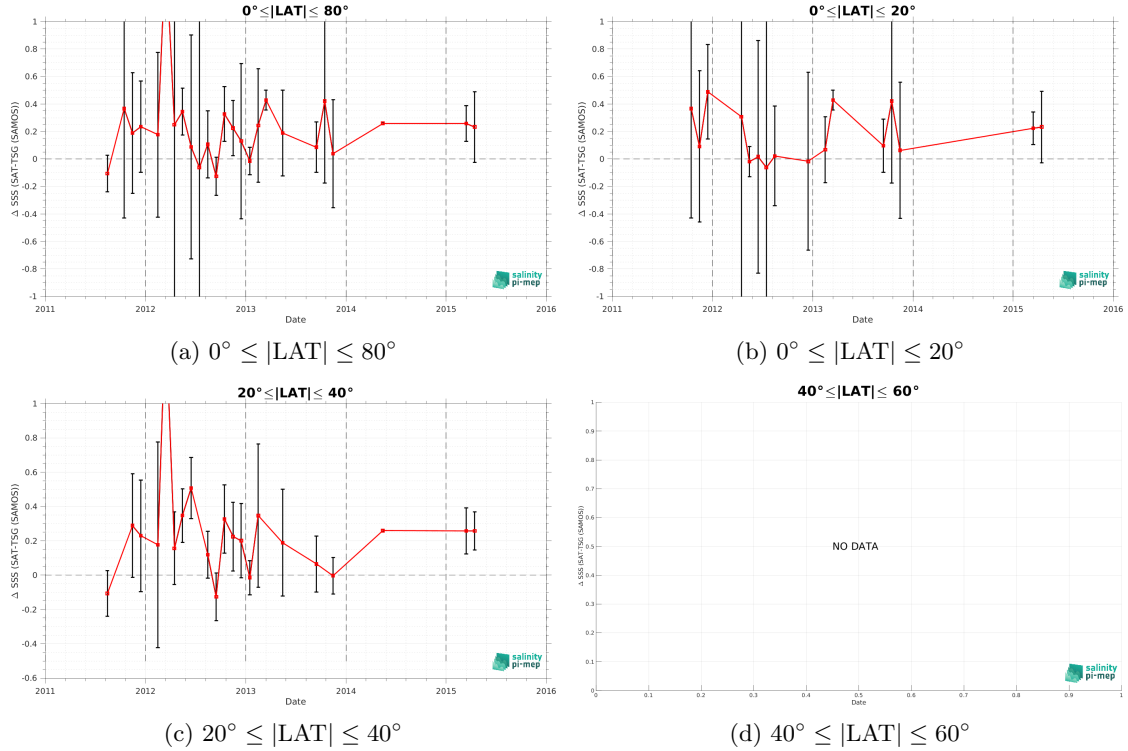 0°≤|LAT|≤ 80°
Δ SSS (SAT-TSG (SAMOS))
1
0.8
0.6
0.4
0.2
0
-0.2
-0.4
-0.6
-0.8
-1
2011 2012 2013 2014 2015 2016
Date
salinity
pi-mep
(a) 0° ≤ |LAT| ≤ 80°
0°≤|LAT|≤ 20°
Δ SSS (SAT-TSG (SAMOS))
1
0.8
0.6
0.4
0.2
0
-0.2
-0.4
-0.6
-0.8
-1
2011 2012 2013 2014 2015 2016
Date
salinity
pi-mep
(b) 0° ≤ |LAT| ≤ 20°
20°≤|LAT|≤ 40°
Δ SSS (SAT-TSG (SAMOS))
1
0.8
0.6
0.4
0.2
0
-0.2
-0.4
-0.6
2011 2012 2013 2014 2015 2016
Date
salinity
pi-mep
(c) 20° ≤ |LAT| ≤ 40°
40°≤|LAT|≤ 60°
Δ SSS (SAT-TSG (SAMOS))
1
0.9
0.8
0.7
0.6
0.5
0.4
0.3
0.2
0.1
0
NO DATA
0 0.1 0.2 0.3 0.4 0.5 0.6 0.7 0.8 0.9 1
Date
salinity
pi-mep
(d) 40° ≤ |LAT| ≤ 60°